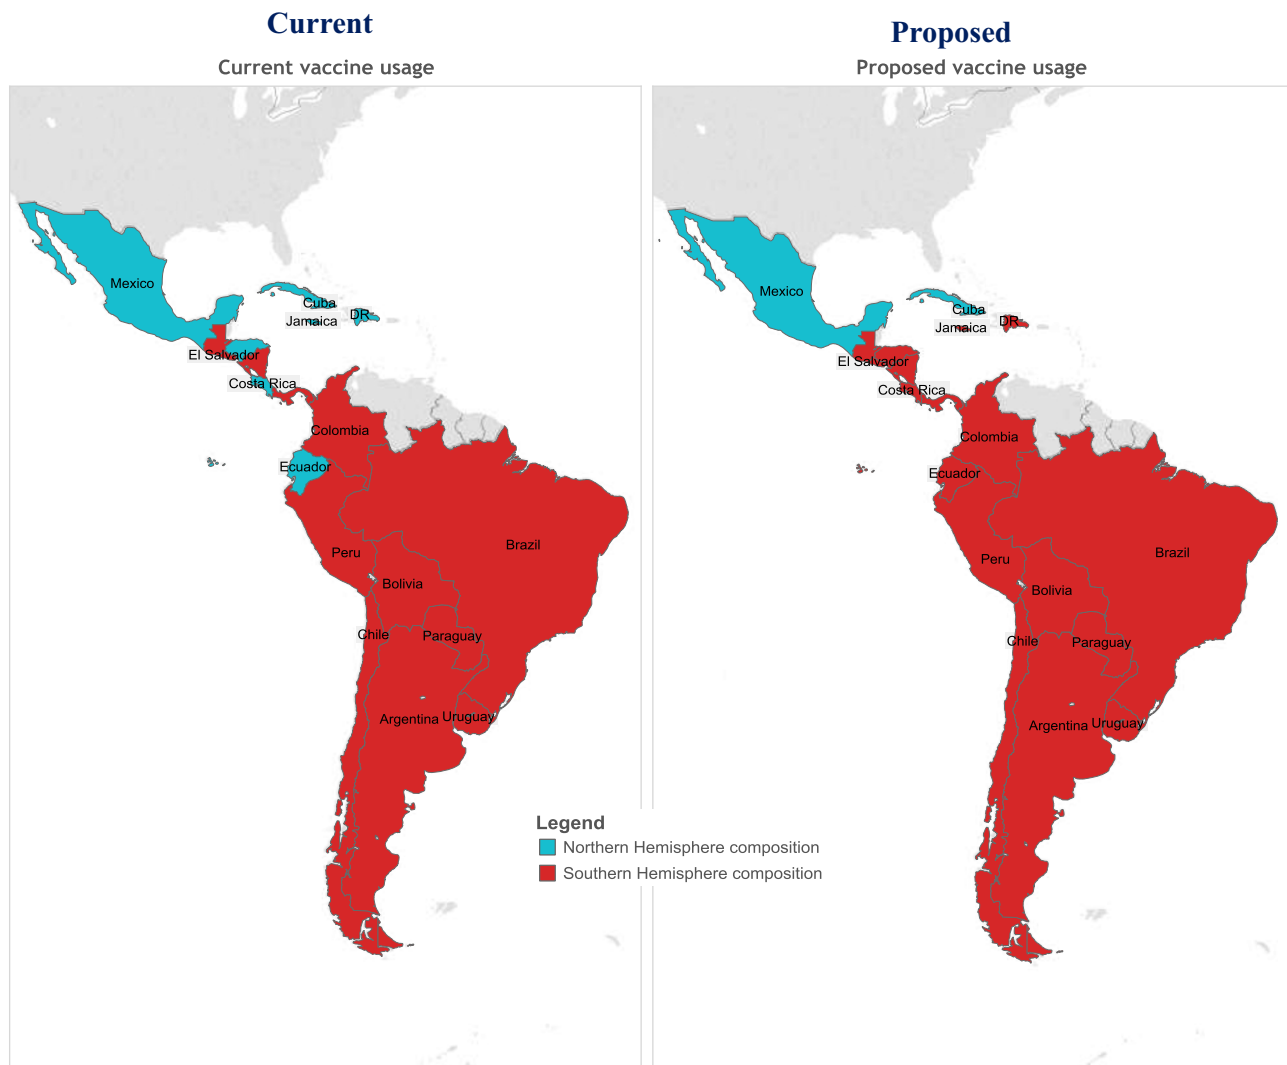 Current
Current vaccine usage
Mexico
Cuba
DR
Jamaica
El Salvador
Costa Rica
Colombia
Ecuador
Brazil
Peru
Bolivia
Chile
Paraguay
Argentina
Uruguay
Proposed
Proposed vaccine usage
Mexico
Cuba
DR
Jamaica
El Salvador
Costa Rica
Colombia
Ecuador
Brazil
Peru
Bolivia
Chile
Paraguay
Argentina
Uruguay
Legend
Northern Hemisphere composition
Southern Hemisphere composition